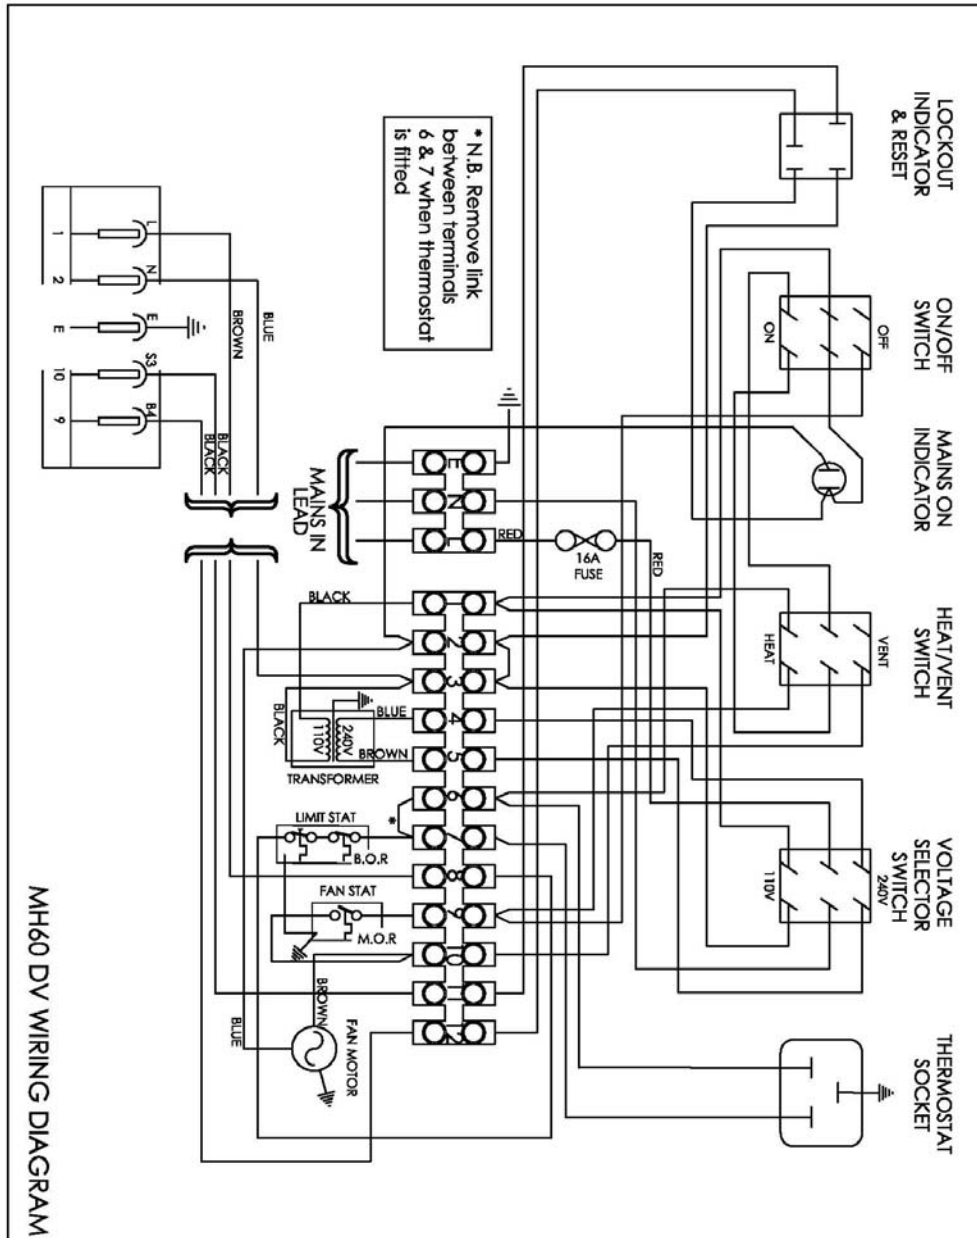 LOCKOUT
INDICATOR
& RESET
ON/OFF
SWITCH
OFF
ON
MAINS ON
INDICATOR
HEAT/VENT
SWITCH
VENT
HEAT
VOLTAGE
SELECTOR
SWITCH
240V
110V
THERMOSTAT
SOCKET
* N.B. Remove link
between terminals
6 & 7 when thermostat
is fitted
RED
16A
FUSE
RED
E
N
L
1
2
3
4
5
6
7
8
9
10
11
12
MAINS IN
LEAD
BLACK
BLUE
BROWN
BLACK
240V
110V
TRANSFORMER
*
LIMIT STAT
B.O.R
FAN STAT
M.O.R
BROWN
BLUE
FAN MOTOR
L
N
E
S3
B4
1
2
E
10
9
BLUE
BROWN
BLACK
BLACK
MH60 DV WIRING DIAGRAM